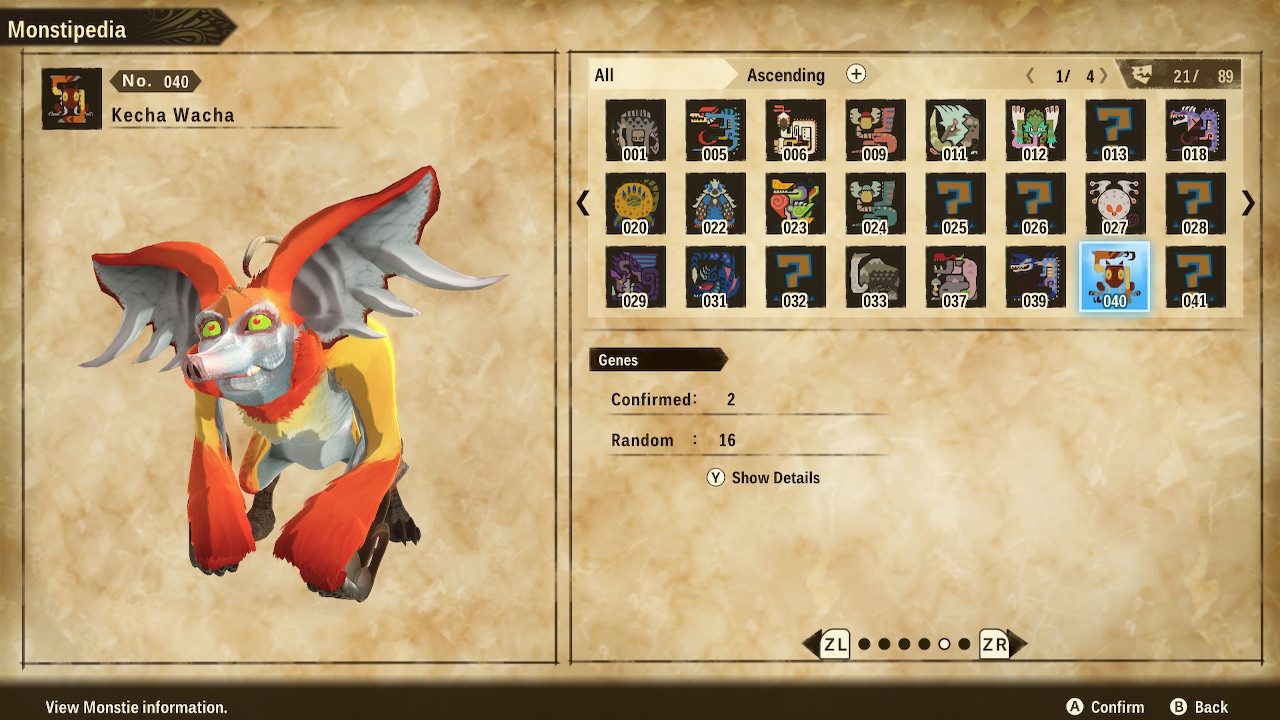 Monstipedia
No. 040
Kecha Wacha
All
Ascending
1/ 4
21/ 89
001 005 006 009 011 012 013 018
020 022 023 024 025 026 027 028
029 031 032 033 037 039 040 041
Genes
Confirmed: 2
Random : 16
Y Show Details
ZL ZR
View Monstie information.
A Confirm B Back